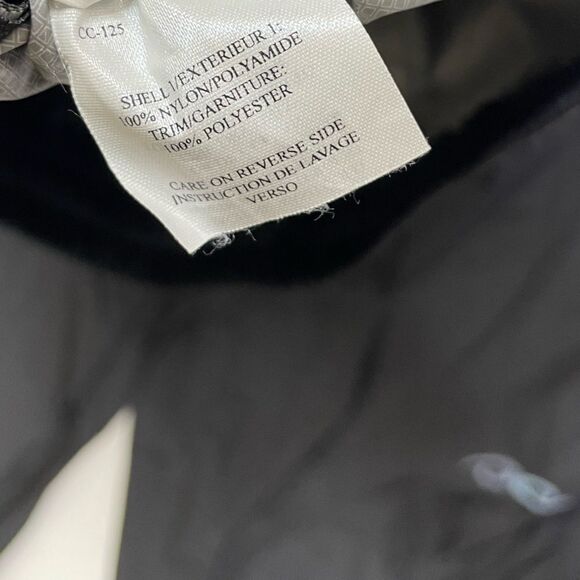 CC-125
SHELL 1/EXTERIEUR 1:
100% NYLON/POLYAMIDE
TRIM/GARNITURE:
100% POLYESTER
CARE ON REVERSE SIDE
INSTRUCTION DE LAVAGE
VERSO